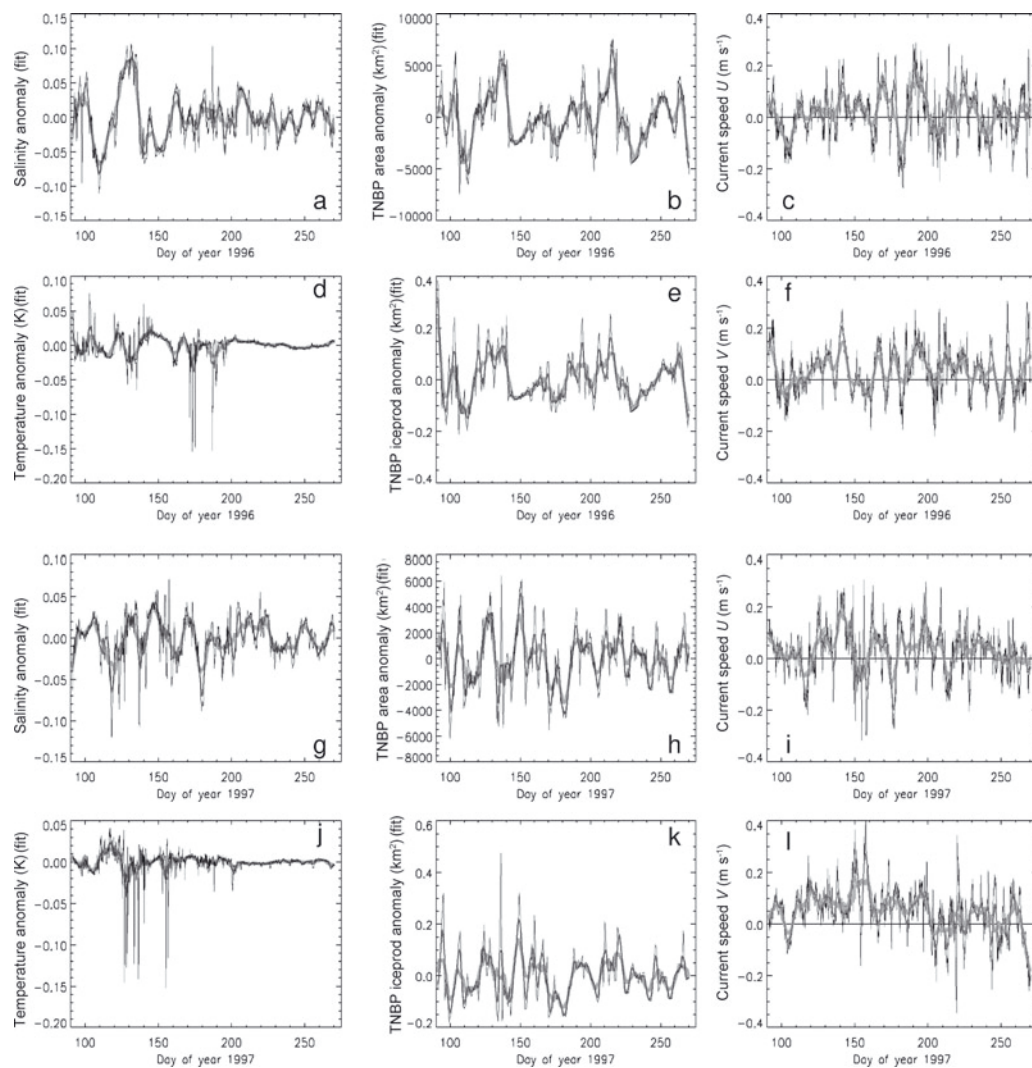 Salinity anomaly (fit)
0.15
0.10
0.05
0.00
−0.05
−0.10
−0.15
a
100 150 200 250
Day of year 1996
TNBP area anomaly (km²)(fit)
10000
5000
0
−5000
−10000
b
100 150 200 250
Day of year 1996
Current speed U (m s⁻¹)
0.4
0.2
0.0
−0.2
−0.4
c
100 150 200 250
Day of year 1996
Temperature anomaly (K)(fit)
0.10
0.05
0.00
−0.05
−0.10
−0.15
−0.20
d
100 150 200 250
Day of year 1996
TNBP iceprod anomaly (km²)(fit)
0.4
0.2
0.0
−0.2
−0.4
e
100 150 200 250
Day of year 1996
Current speed V (m s⁻¹)
0.4
0.2
0.0
−0.2
−0.4
f
100 150 200 250
Day of year 1996
Salinity anomaly (fit)
0.10
0.05
0.00
−0.05
−0.10
−0.15
g
100 150 200 250
Day of year 1997
TNBP area anomaly (km²)(fit)
8000
6000
4000
2000
0
−2000
−4000
−6000
−8000
h
100 150 200 250
Day of year 1997
Current speed U (m s⁻¹)
0.4
0.2
0.0
−0.2
−0.4
i
100 150 200 250
Day of year 1997
Temperature anomaly (K)(fit)
0.05
0.00
−0.05
−0.10
−0.15
−0.20
j
100 150 200 250
Day of year 1997
TNBP iceprod anomaly (km²)(fit)
0.6
0.4
0.2
0.0
−0.2
k
100 150 200 250
Day of year 1997
Current speed V (m s⁻¹)
0.4
0.2
0.0
−0.2
−0.4
l
100 150 200 250
Day of year 1997